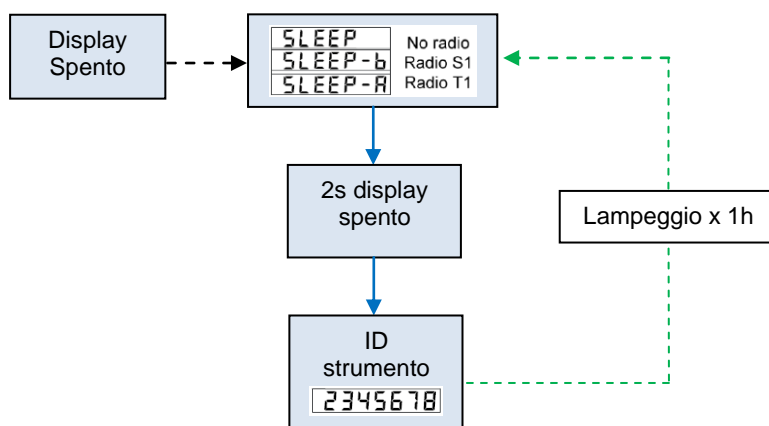 Display
Spento
SLEEP No radio
SLEEP-b Radio S1
SLEEP-A Radio T1
2s display
spento
Lampeggio x 1h
ID
strumento
2345678